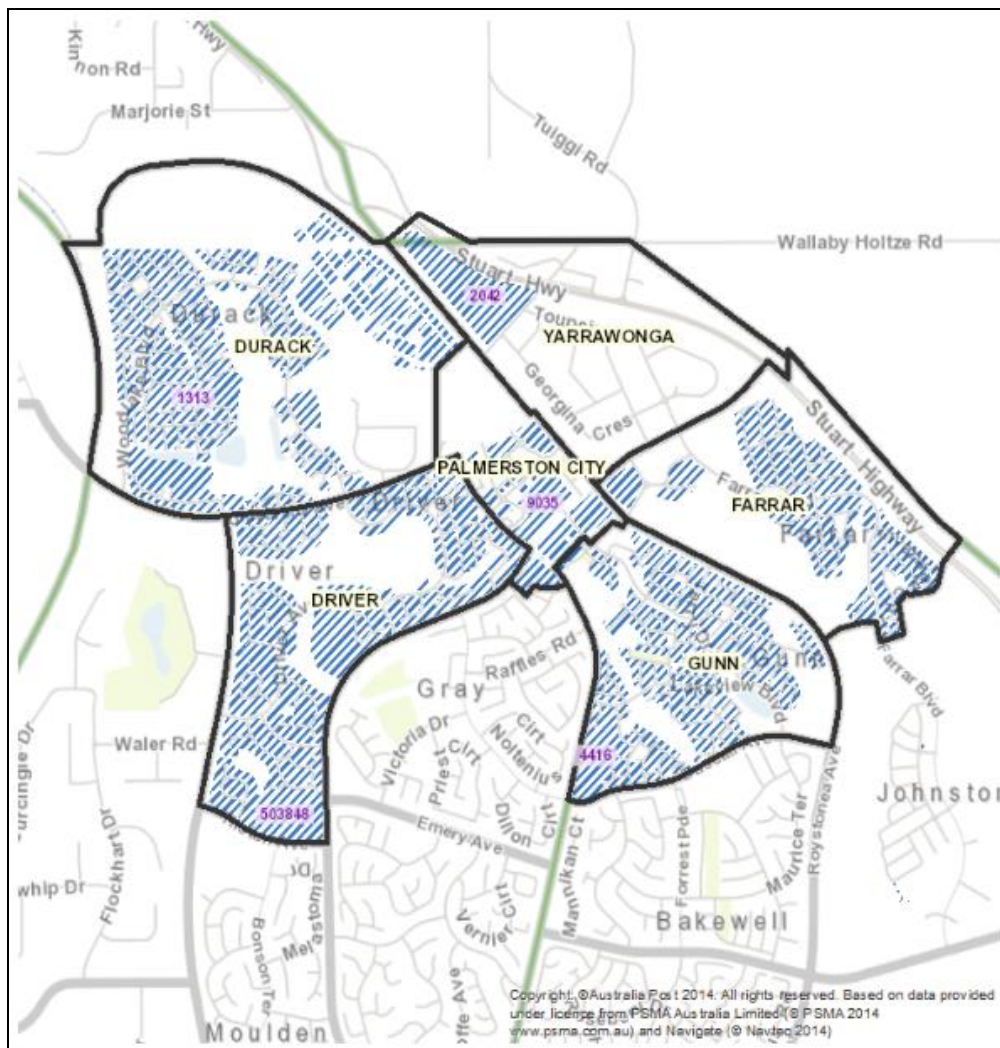 Hwy
Marjorie St
Tuiggi Rd
Wallaby Holtze Rd
Stuart Hwy
2042
Durack
DURACK
YARRAWONGA
1313
Georgina Cres
Stuart Highway
PALMERSTON CITY
9035
FARRAR
Farrar
Driver
Driver
DRIVER
GUNN
Gunn
Lakeview Blvd
Raffles Rd
Gray
Farrar Blvd
Waler Rd
Victoria Dr
Priest Cirt
Noltenius Cirt
4416
503848
Johnston
Dillon Cirt
Emery Ave
Mannikan Ct
Forrest Pde
Maurice Ter
Roystonea Ave
Flockhart Dr
whip Dr
Bonson Ter
Melastoma Dr
Vernier Cirt
Bakewell
Moulden
Copyright ©Australia Post 2014. All rights reserved. Based on data provided
under licence from PSMA Australia Limited (© PSMA 2014
www.psma.com.au) and Navigate (© Navteq 2014)